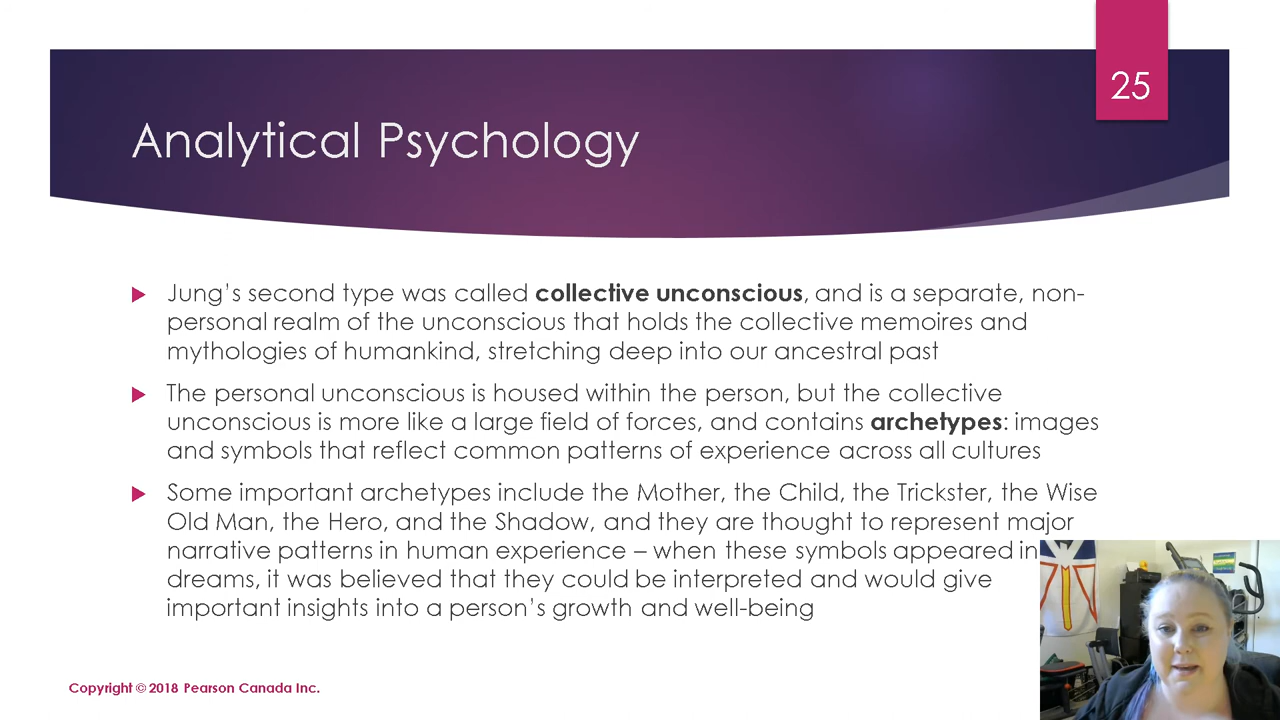 25
Analytical Psychology
Jung's second type was called collective unconscious, and is a separate, non-
personal realm of the unconscious that holds the collective memoires and
mythologies of humankind, stretching deep into our ancestral past
The personal unconscious is housed within the person, but the collective
unconscious is more like a large field of forces, and contains archetypes: images
and symbols that reflect common patterns of experience across all cultures
Some important archetypes include the Mother, the Child, the Trickster, the Wise
Old Man, the Hero, and the Shadow, and they are thought to represent major
narrative patterns in human experience – when these symbols appeared in
dreams, it was believed that they could be interpreted and would give
important insights into a person's growth and well-being
Copyright © 2018 Pearson Canada Inc.